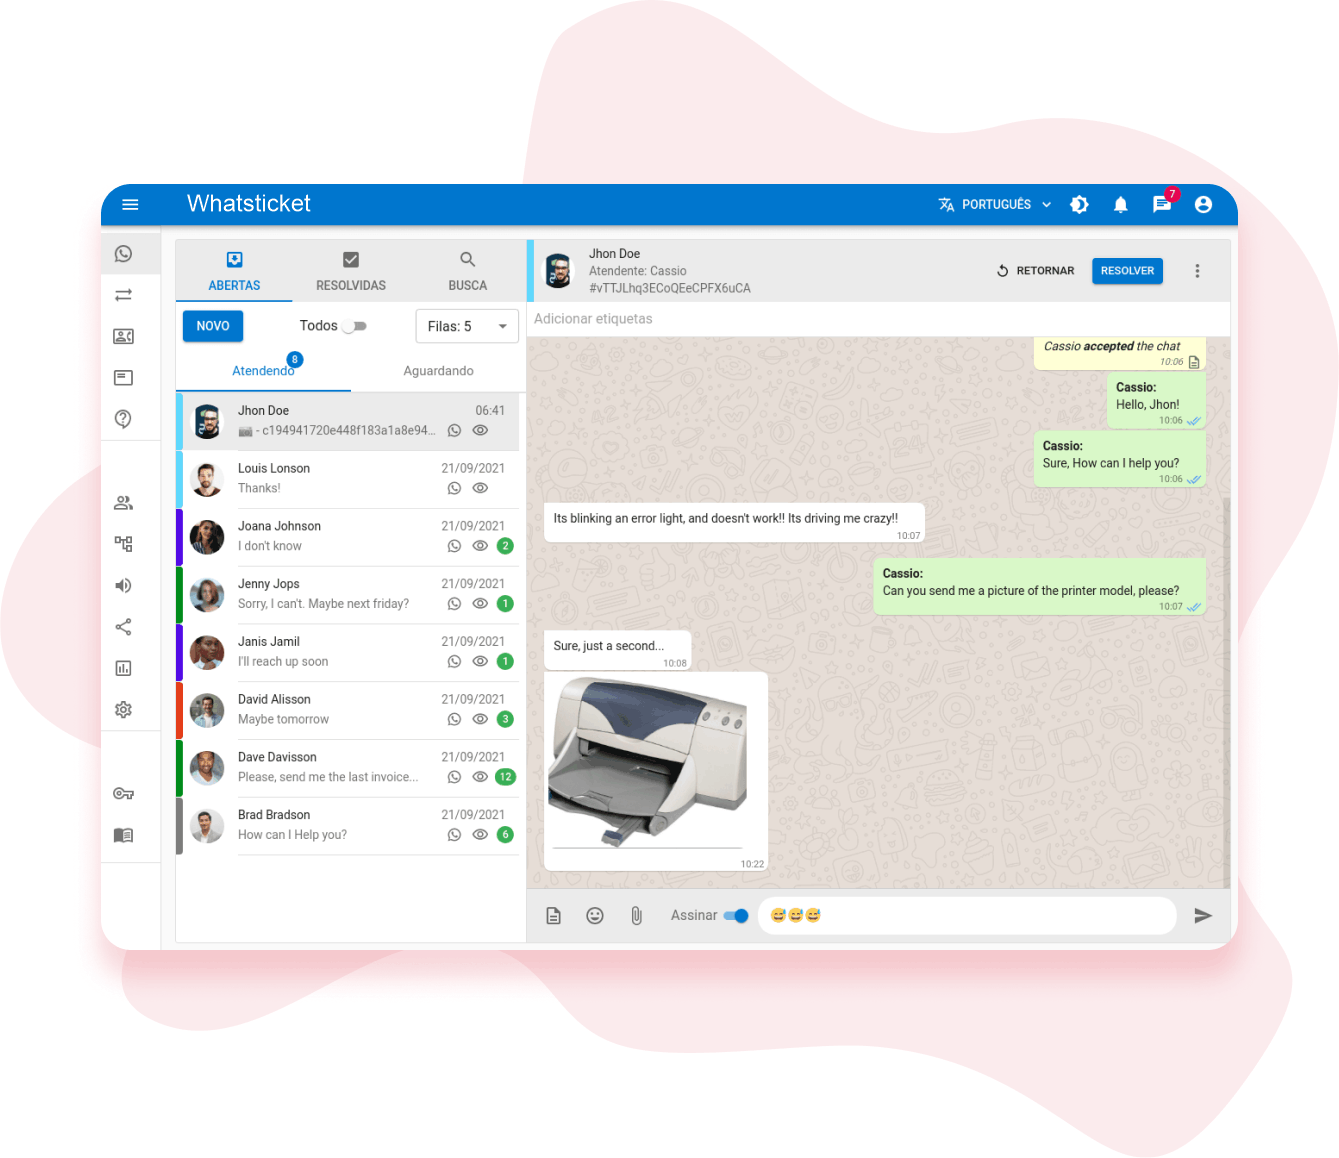 Whatsticket
PORTUGUÊS
7
ABERTAS
RESOLVIDAS
BUSCA
NOVO
Todos
Filas: 5
Atendendo
8
Aguardando
Jhon Doe
06:41
- c194941720e448f183a1a8e94...
Louis Lonson
21/09/2021
Thanks!
Joana Johnson
21/09/2021
I don't know
2
Jenny Jops
21/09/2021
Sorry, I can't. Maybe next friday?
1
Janis Jamil
21/09/2021
I'll reach up soon
1
David Alisson
21/09/2021
Maybe tomorrow
3
Dave Davisson
21/09/2021
Please, send me the last invoice...
12
Brad Bradson
21/09/2021
How can I Help you?
6
Jhon Doe
Atendente: Cassio
#vTTJLhq3ECoQEeCPFX6uCA
RETORNAR
RESOLVER
Adicionar etiquetas
Cassio accepted the chat
10:06
Cassio:
Hello, Jhon!
10:06
Cassio:
Sure, How can I help you?
10:06
Its blinking an error light, and doesn't work!! Its driving me crazy!!
10:07
Cassio:
Can you send me a picture of the printer model, please?
10:07
Sure, just a second...
10:08
10:22
Assinar
😅😅😅